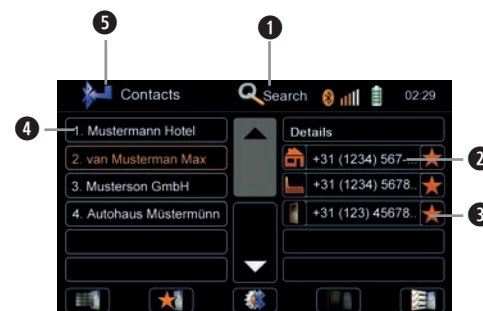 5
1
Contacts
Search
02:29
4
1. Mustermann Hotel
Details
2. van Musterman Max
+31 (1234) 567-...
2
3. Musterson GmbH
+31 (1234) 5678..
4. Autohaus Müstermünn
+31 (123) 45678..
3